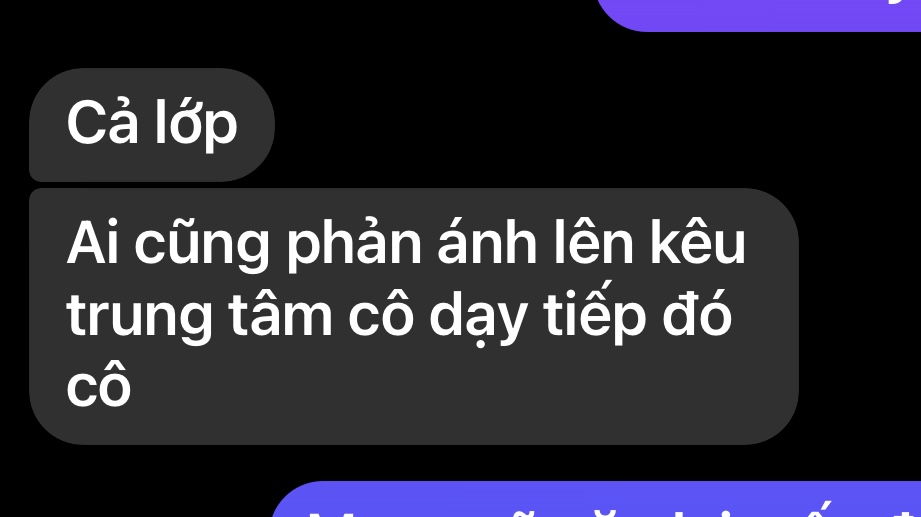 Cả lớp
Ai cũng phản ánh lên kêu
trung tâm cô dạy tiếp đó
cô